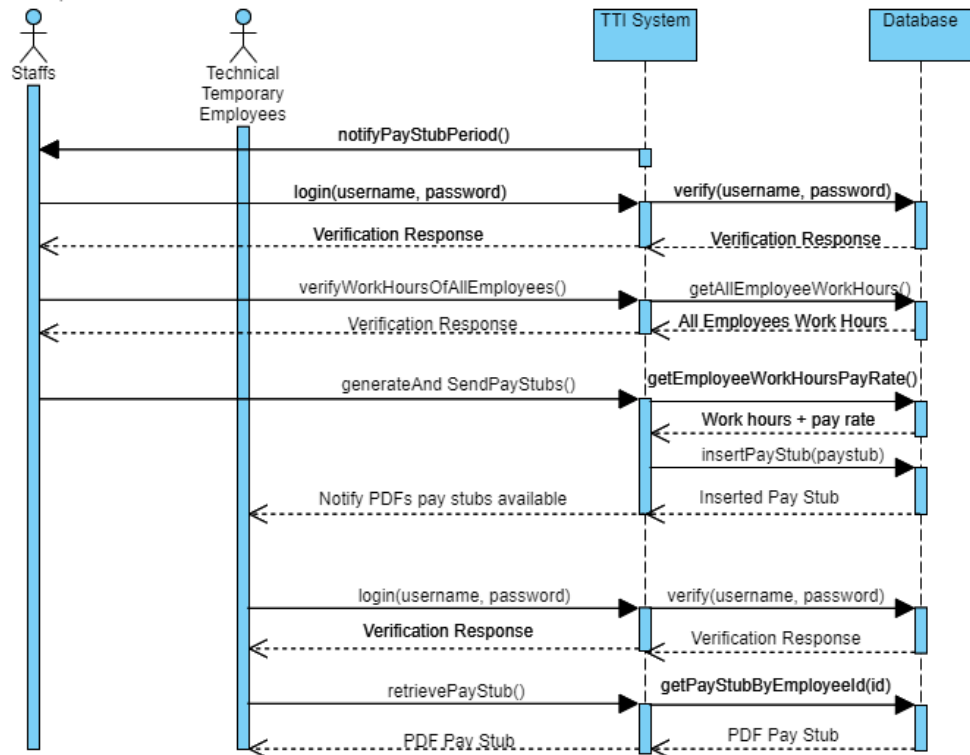 TTI System
Database
Staffs
Technical
Temporary
Employees
notifyPayStubPeriod()
login(username, password)
verify(username, password)
Verification Response
Verification Response
verifyWorkHoursOfAllEmployees()
getAllEmployeeWorkHours()
Verification Response
All Employees Work Hours
generateAnd SendPayStubs()
getEmployeeWorkHoursPayRate()
Work hours + pay rate
insertPayStub(paystub)
Notify PDFs pay stubs available
Inserted Pay Stub
login(username, password)
verify(username, password)
Verification Response
Verification Response
retrievePayStub()
getPayStubByEmployeeId(id)
PDF Pay Stub
PDF Pay Stub